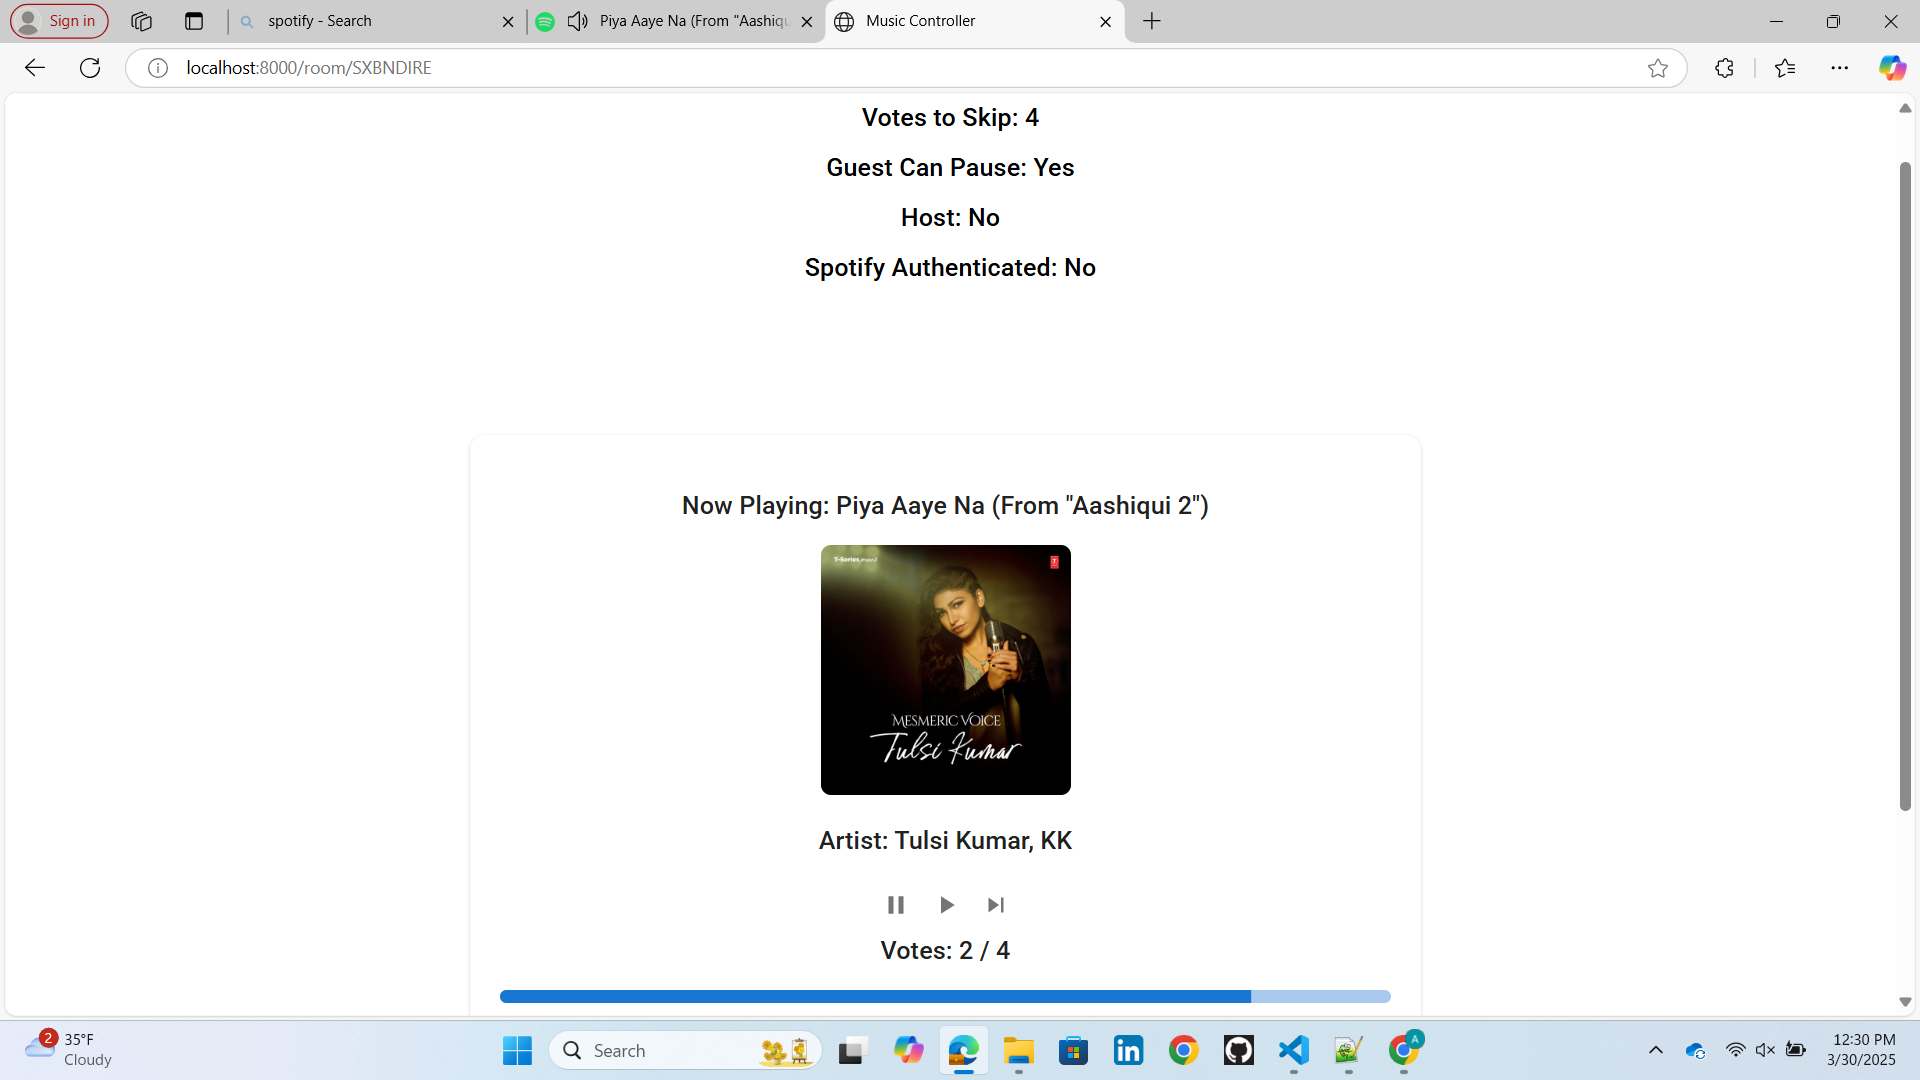 Sign in
spotify - Search
Piya Aaye Na (From "Aashiqu
Music Controller
localhost:8000/room/SXBNDIRE
Votes to Skip: 4
Guest Can Pause: Yes
Host: No
Spotify Authenticated: No
Now Playing: Piya Aaye Na (From "Aashiqui 2")
T-Series present
T
MESMERIC VOICE
Tulsi Kumar
Artist: Tulsi Kumar, KK
Votes: 2 / 4
2
35°F
Cloudy
Search
in
A
12:30 PM
3/30/2025